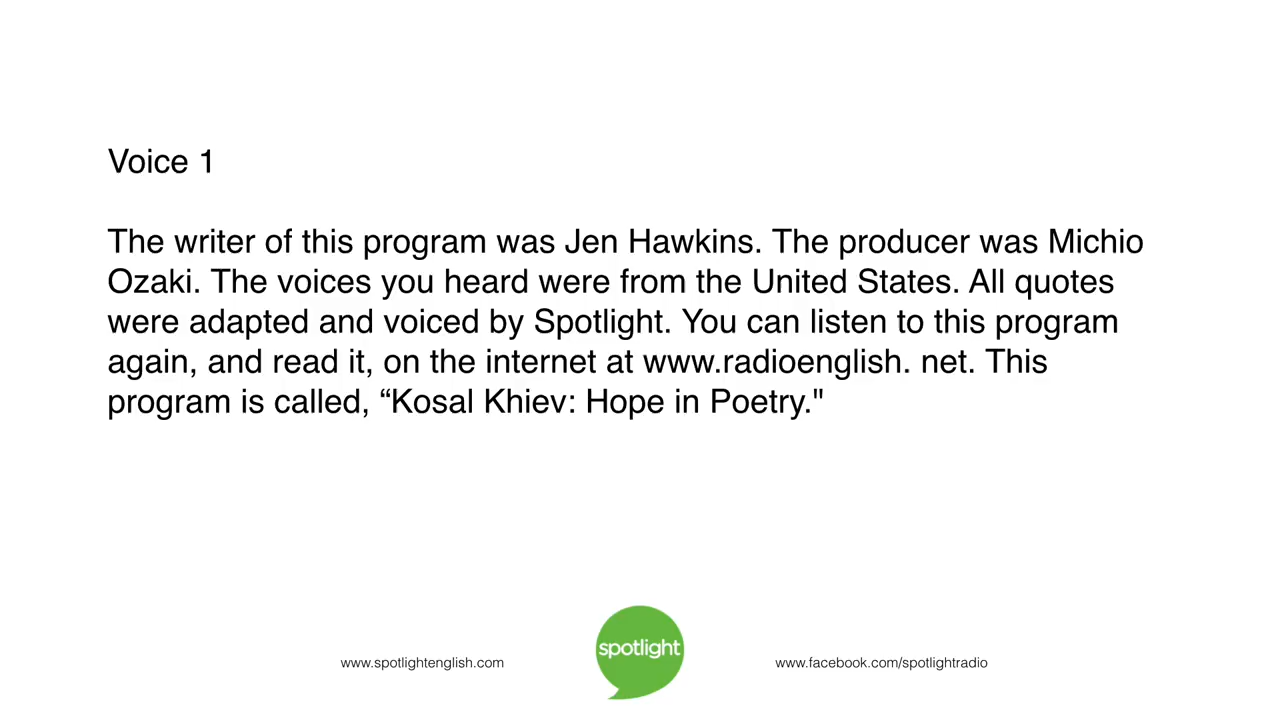 Voice 1
The writer of this program was Jen Hawkins. The producer was Michio
Ozaki. The voices you heard were from the United States. All quotes
were adapted and voiced by Spotlight. You can listen to this program
again, and read it, on the internet at www.radioenglish. net. This
program is called, “Kosal Khiev: Hope in Poetry."
www.spotlightenglish.com
spotlight
www.facebook.com/spotlightradio